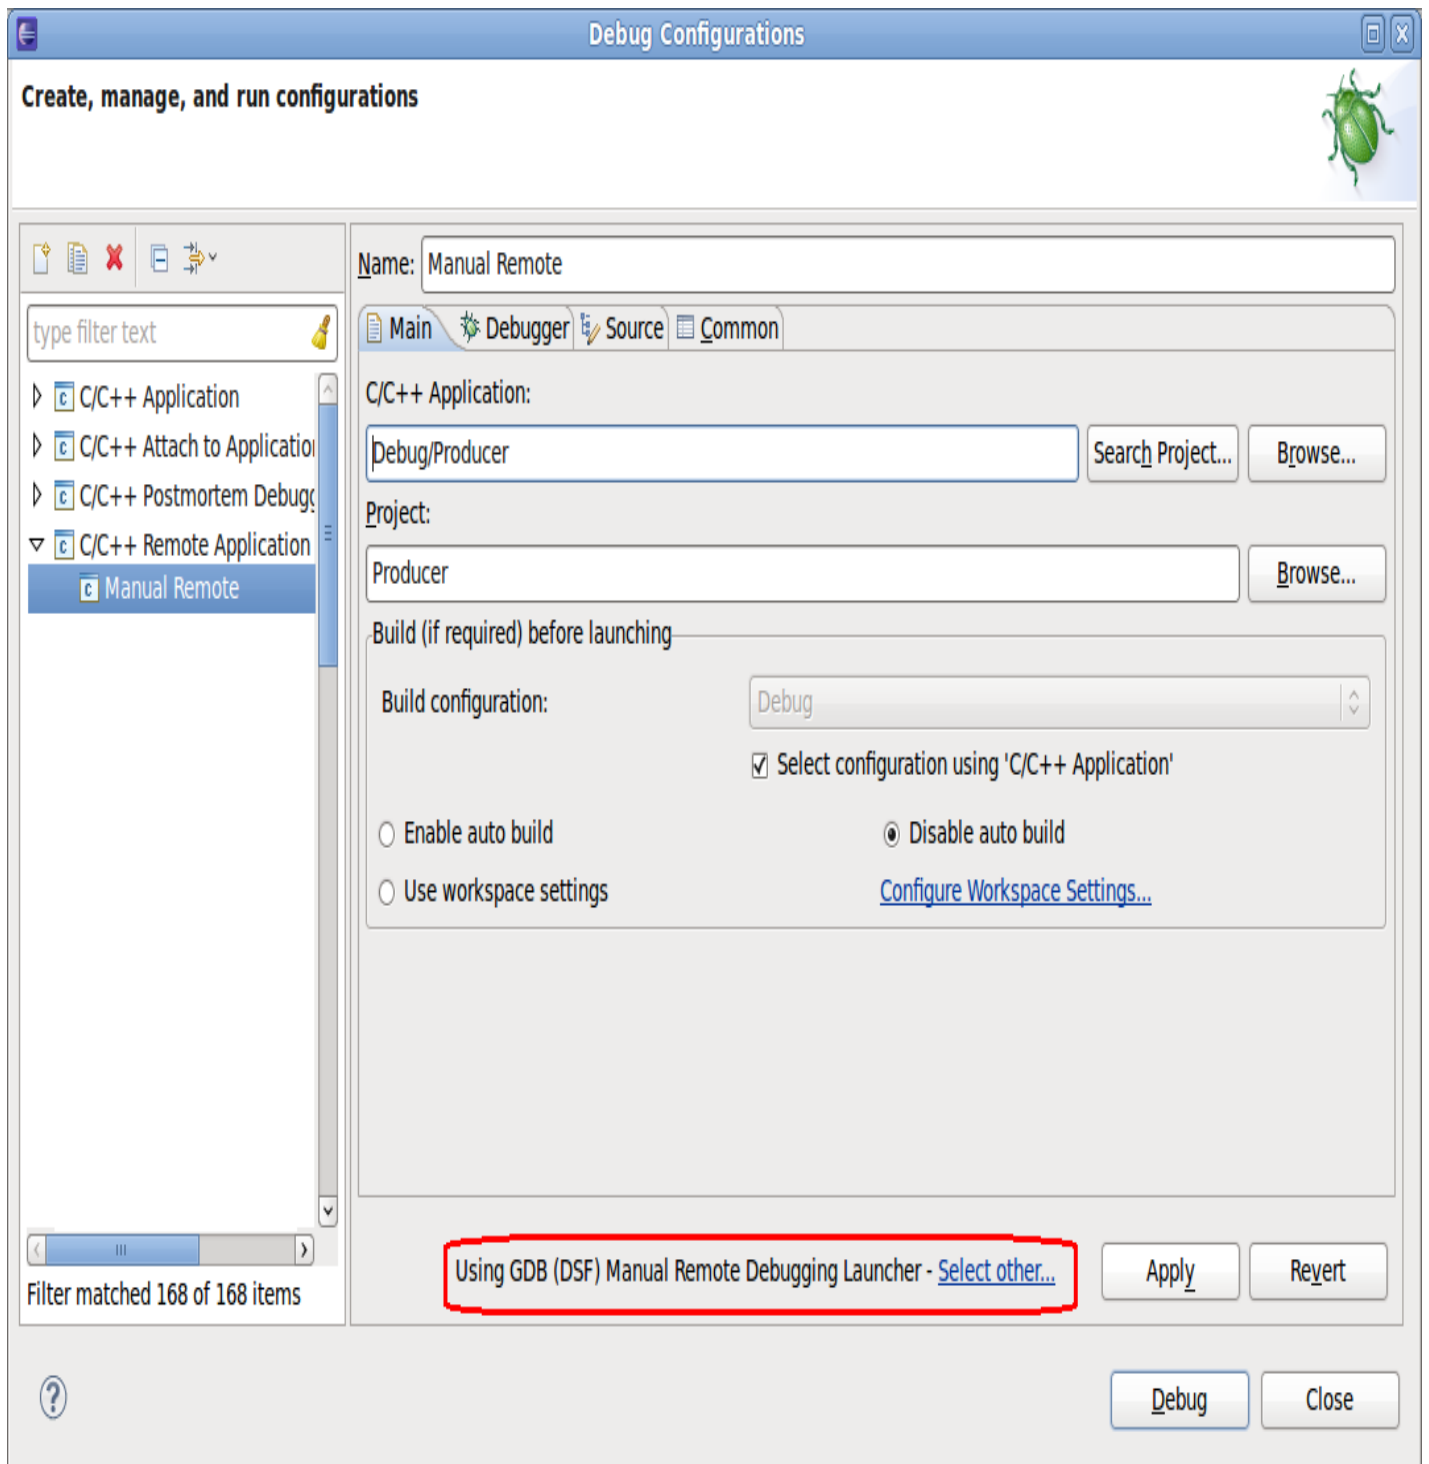 Debug Configurations
Create, manage, and run configurations
type filter text
C/C++ Application
C/C++ Attach to Applicatio
C/C++ Postmortem Debug
C/C++ Remote Application
Manual Remote
Filter matched 168 of 168 items
Name: Manual Remote
Main Debugger Source Common
C/C++ Application:
Debug/Producer Search Project... Browse...
Project:
Producer Browse...
Build (if required) before launching
Build configuration: Debug
Select configuration using 'C/C++ Application'
Enable auto build Disable auto build
Use workspace settings Configure Workspace Settings...
Using GDB (DSF) Manual Remote Debugging Launcher - Select other... Apply Revert
Debug Close